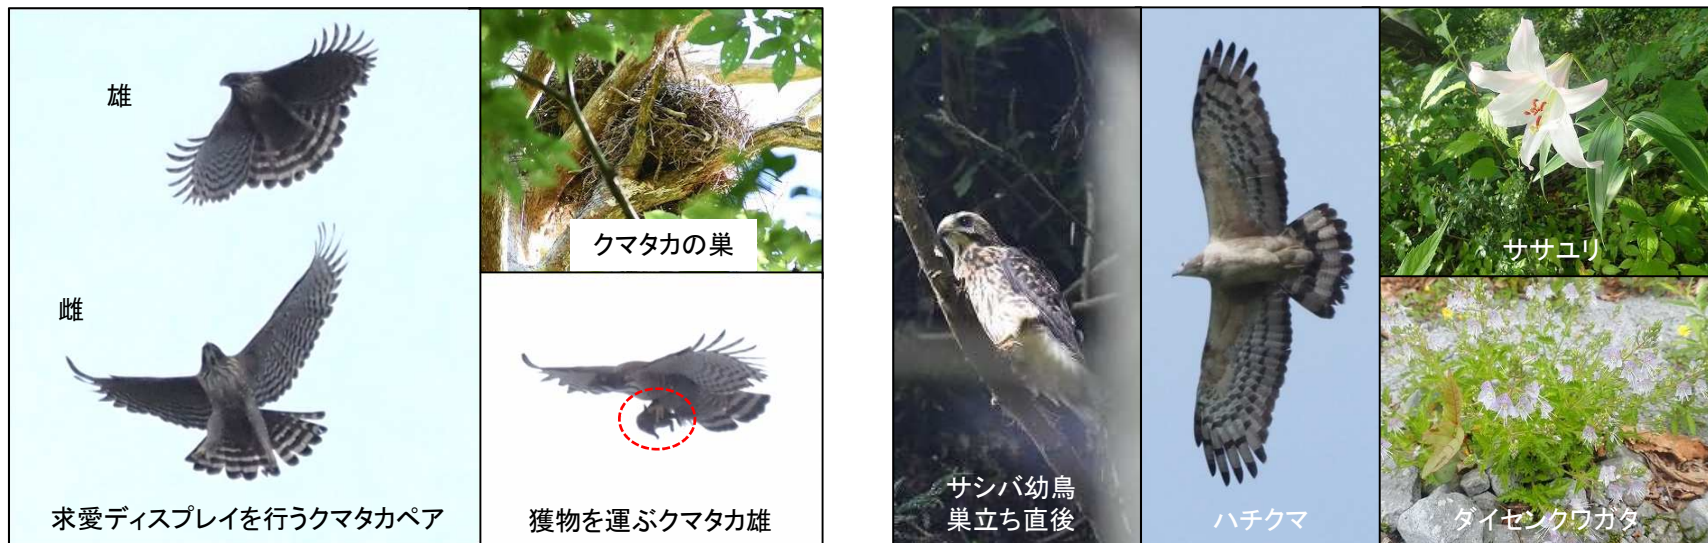 雄
雌
求愛ディスプレイを行うクマタカペア
クマタカの巣
獲物を運ぶクマタカ雄
サシバ幼鳥
巣立ち直後
ハチクマ
ササユリ
ダイセンクワガタ